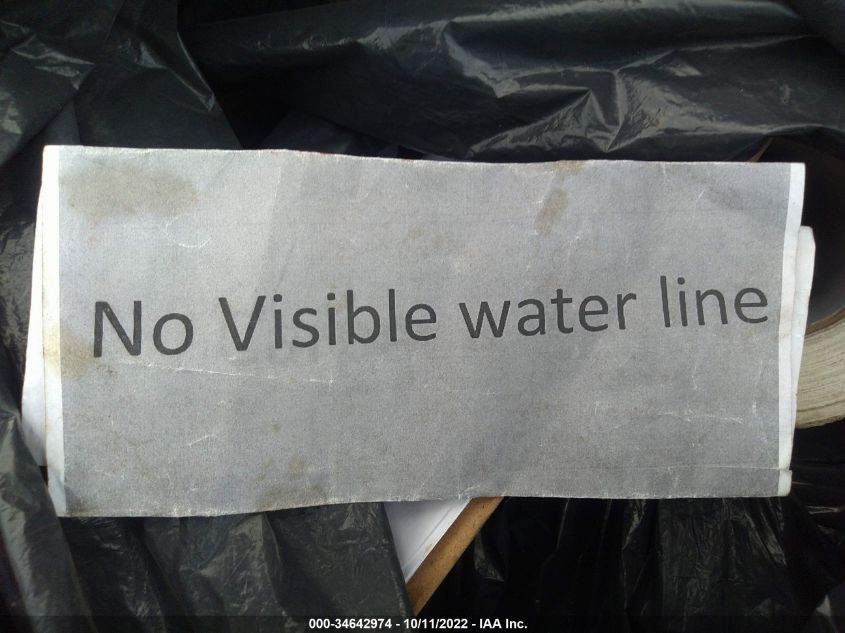 No Visible water line
000-34642974 - 10/11/2022 - IAA Inc.